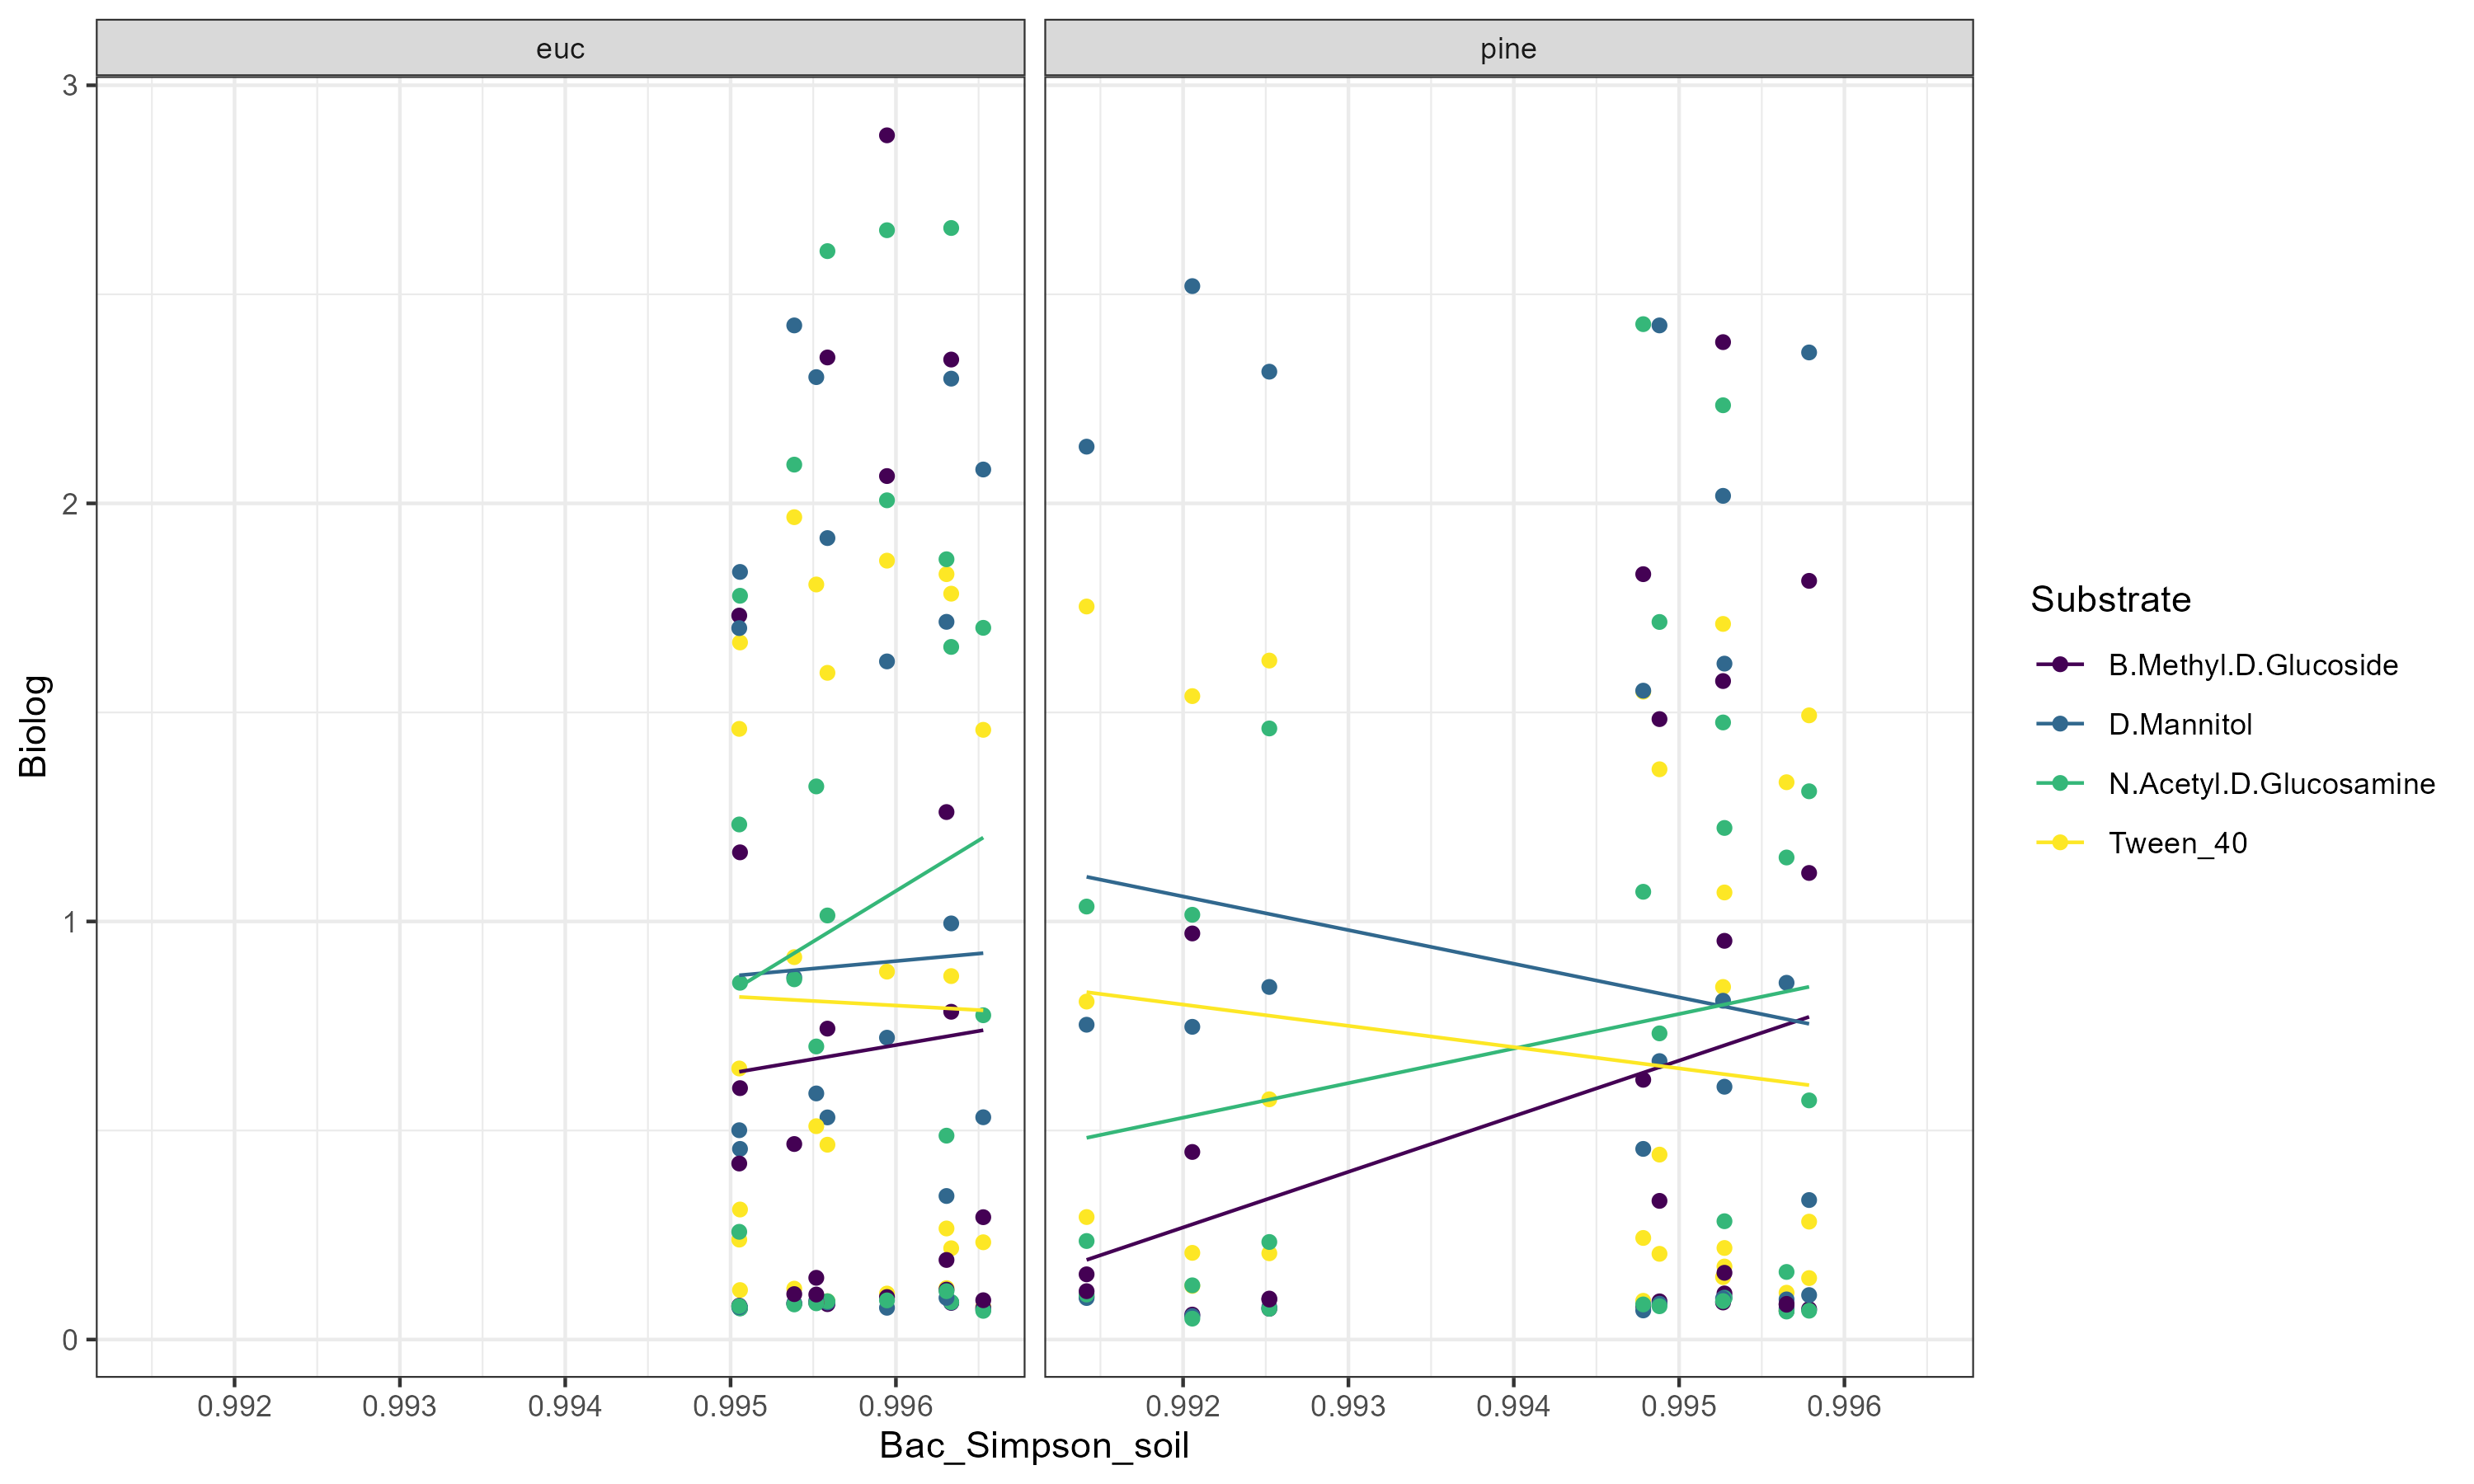 euc
pine
3
2
1
0
Biolog
0.992
0.993
0.994
0.995
0.996
0.992
0.993
0.994
0.995
0.996
Bac_Simpson_soil
Substrate
B.Methyl.D.Glucoside
D.Mannitol
N.Acetyl.D.Glucosamine
Tween_40